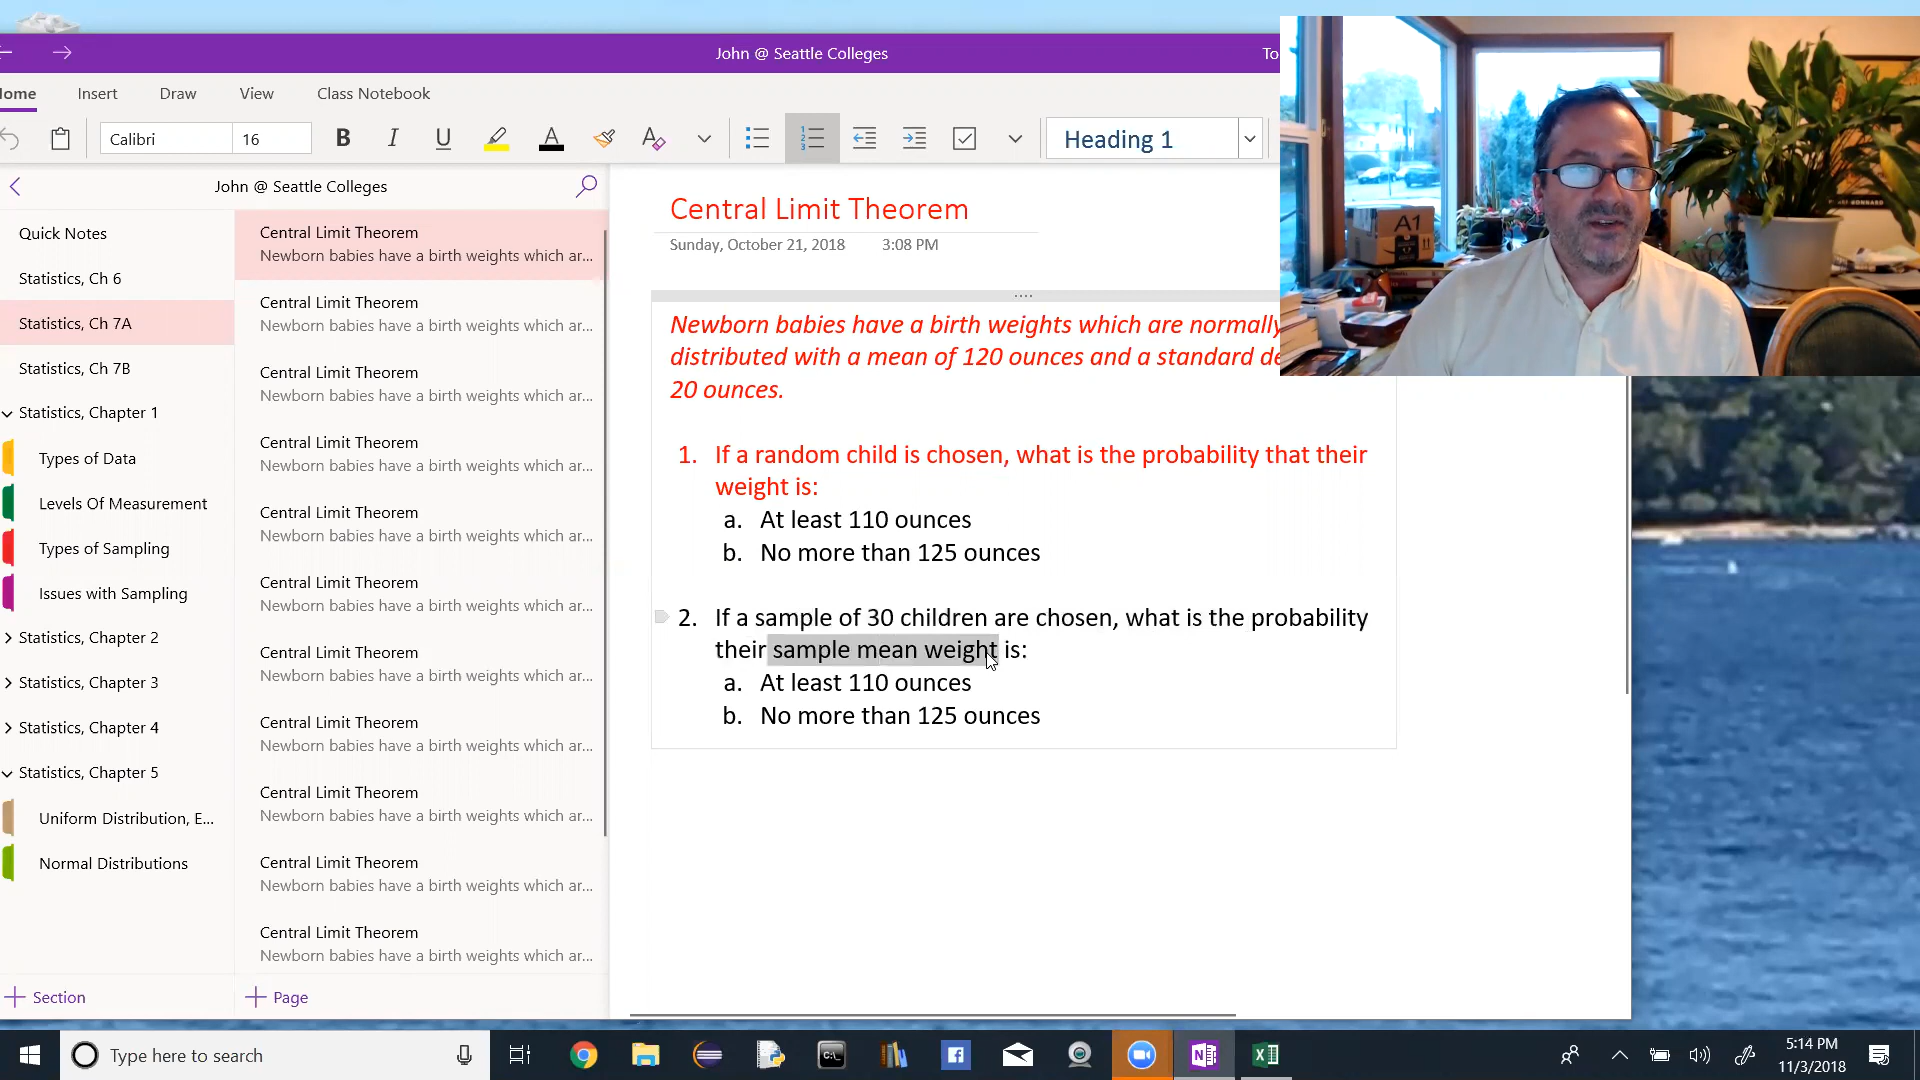 John @ Seattle Colleges
To
ome
Insert
Draw
View
Class Notebook
Calibri
16
B
I
U
A
Heading 1
John @ Seattle Colleges
Quick Notes
Statistics, Ch 6
Statistics, Ch 7A
Statistics, Ch 7B
Statistics, Chapter 1
Types of Data
Levels Of Measurement
Types of Sampling
Issues with Sampling
Statistics, Chapter 2
Statistics, Chapter 3
Statistics, Chapter 4
Statistics, Chapter 5
Uniform Distribution, E...
Normal Distributions
Section
Central Limit Theorem
Newborn babies have a birth weights which ar...
Central Limit Theorem
Newborn babies have a birth weights which ar...
Central Limit Theorem
Newborn babies have a birth weights which ar...
Central Limit Theorem
Newborn babies have a birth weights which ar...
Central Limit Theorem
Newborn babies have a birth weights which ar...
Central Limit Theorem
Newborn babies have a birth weights which ar...
Central Limit Theorem
Newborn babies have a birth weights which ar...
Central Limit Theorem
Newborn babies have a birth weights which ar...
Central Limit Theorem
Newborn babies have a birth weights which ar...
Central Limit Theorem
Newborn babies have a birth weights which ar...
Central Limit Theorem
Newborn babies have a birth weights which ar...
Page
Central Limit Theorem
Sunday, October 21, 2018 3:08 PM
Newborn babies have a birth weights which are normally
distributed with a mean of 120 ounces and a standard de
20 ounces.
1. If a random child is chosen, what is the probability that their
weight is:
a. At least 110 ounces
b. No more than 125 ounces
2. If a sample of 30 children are chosen, what is the probability
their sample mean weight is:
a. At least 110 ounces
b. No more than 125 ounces
A1
Type here to search
5:14 PM
11/3/2018